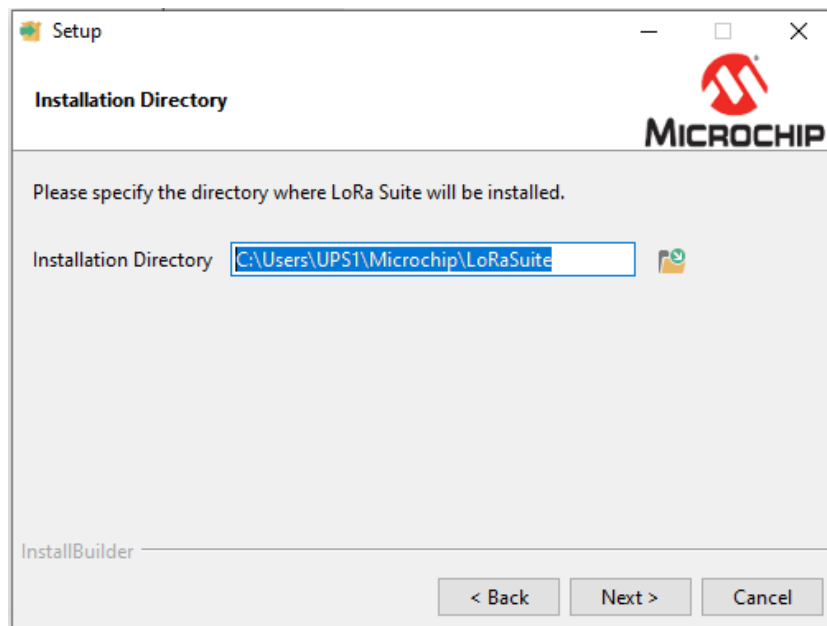 Setup
Installation Directory
MICROCHIP
Please specify the directory where LoRa Suite will be installed.
Installation Directory C:\Users\UPS1\Microchip\LoRaSuite
InstallBuilder
< Back Next > Cancel